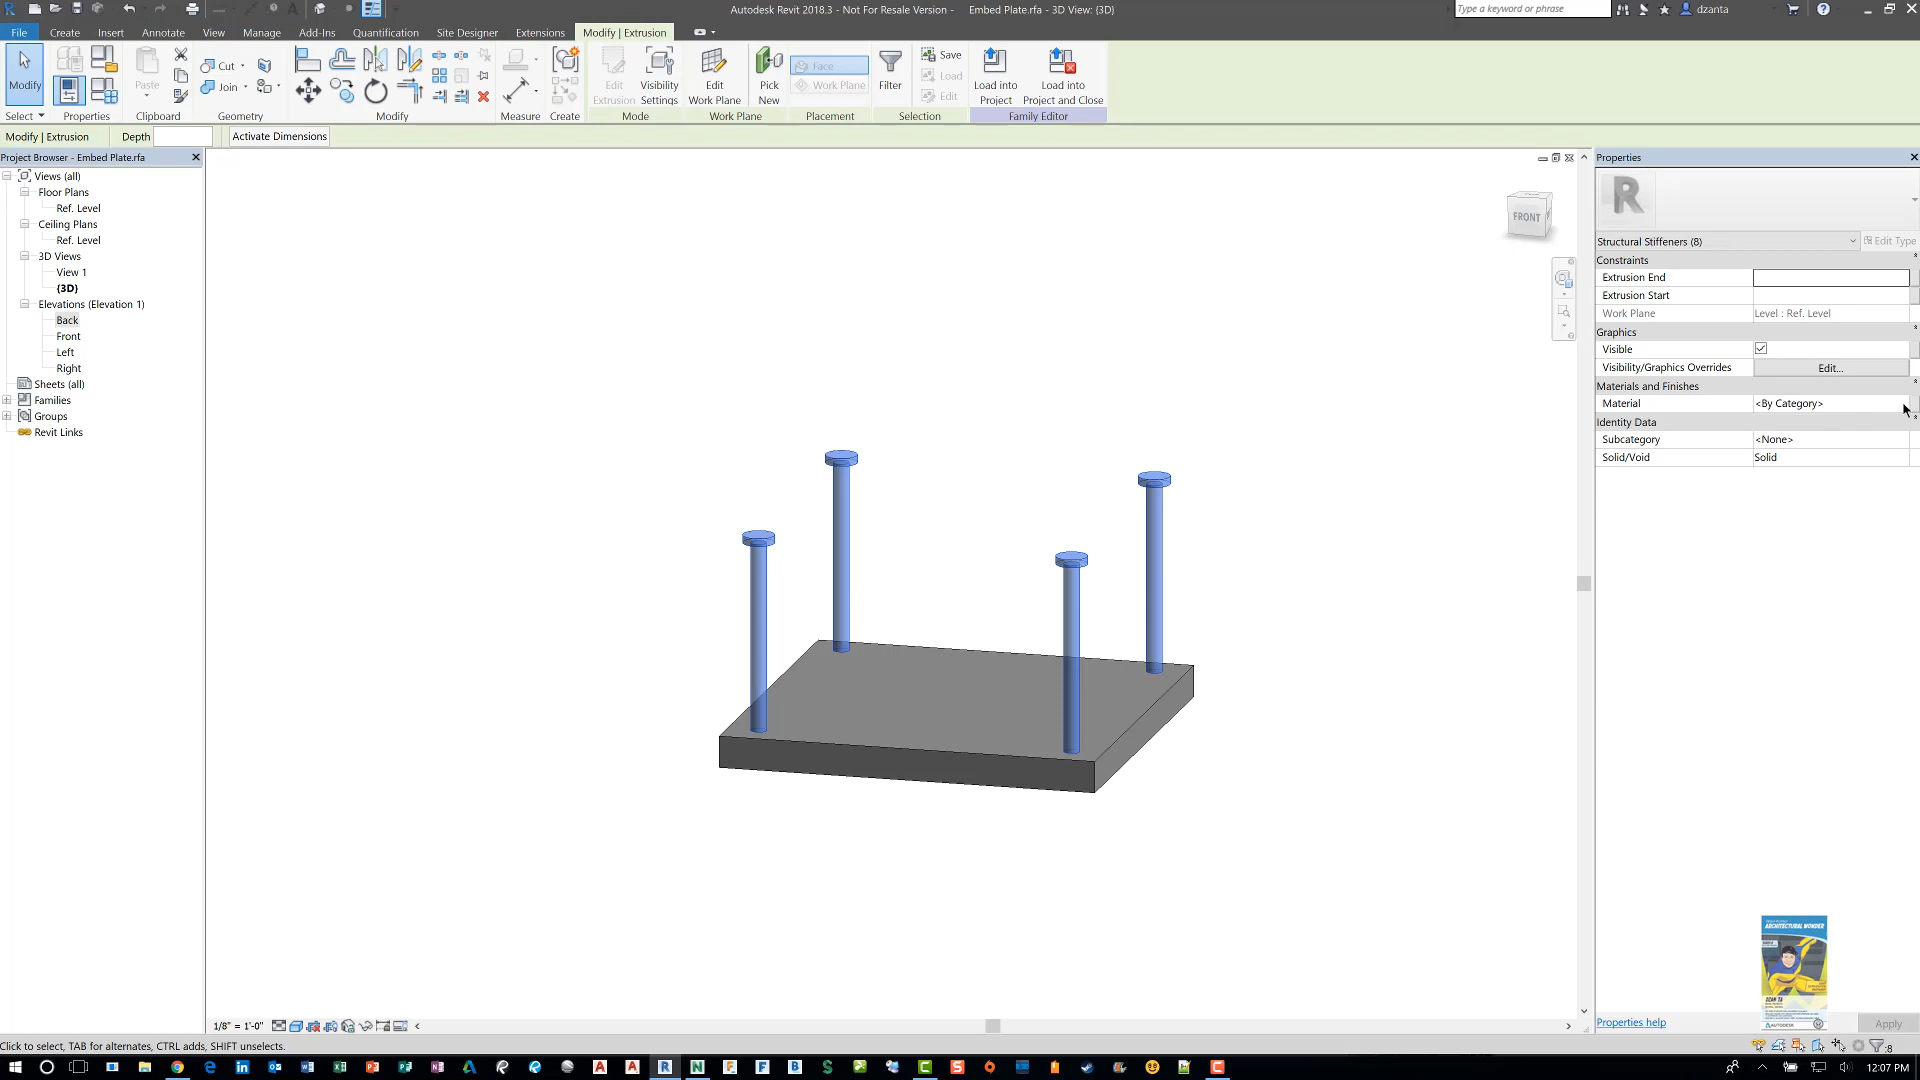 Autodesk Revit 2018.3 - Not For Resale Version - Embed Plate.rfa - 3D View: {3D}
Type a keyword or phrase
dzanta
File Create Insert Annotate View Manage Add-Ins Quantification Site Designer Extensions Modify | Extrusion
Modify
Paste
Cut
Join
Edit Extrusion
Visibility Settings
Edit Work Plane
Pick New
Face
Work Plane
Filter
Save
Load
Edit
Load into Project
Load into Project and Close
Select Properties Clipboard Geometry Modify Measure Create Mode Work Plane Placement Selection Family Editor
Modify | Extrusion Depth Activate Dimensions
Project Browser - Embed Plate.rfa
Views (all)
Floor Plans
Ref. Level
Ceiling Plans
Ref. Level
3D Views
View 1
{3D}
Elevations (Elevation 1)
Back
Front
Left
Right
Sheets (all)
Families
Groups
Revit Links
FRONT
Properties
R
Structural Stiffeners (8) Edit Type
Constraints
Extrusion End
Extrusion Start
Work Plane Level : Ref. Level
Graphics
Visible
Visibility/Graphics Overrides Edit...
Materials and Finishes
Material <By Category>
Identity Data
Subcategory <None>
Solid/Void Solid
ARCHITECTURAL WONDER
AUTODESK
Properties help Apply
1/8" = 1'-0"
Click to select, TAB for alternates, CTRL adds, SHIFT unselects.
:8
12:07 PM